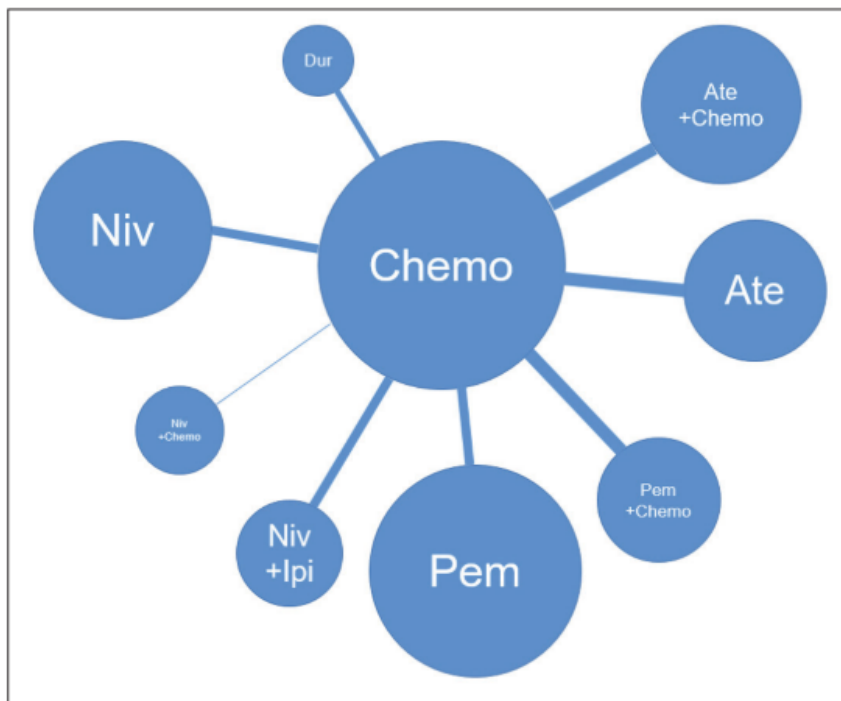 Dur
Ate
+Chemo
Niv
Chemo
Ate
Niv
+Chemo
Pem
+Chemo
Niv
+Ipi
Pem